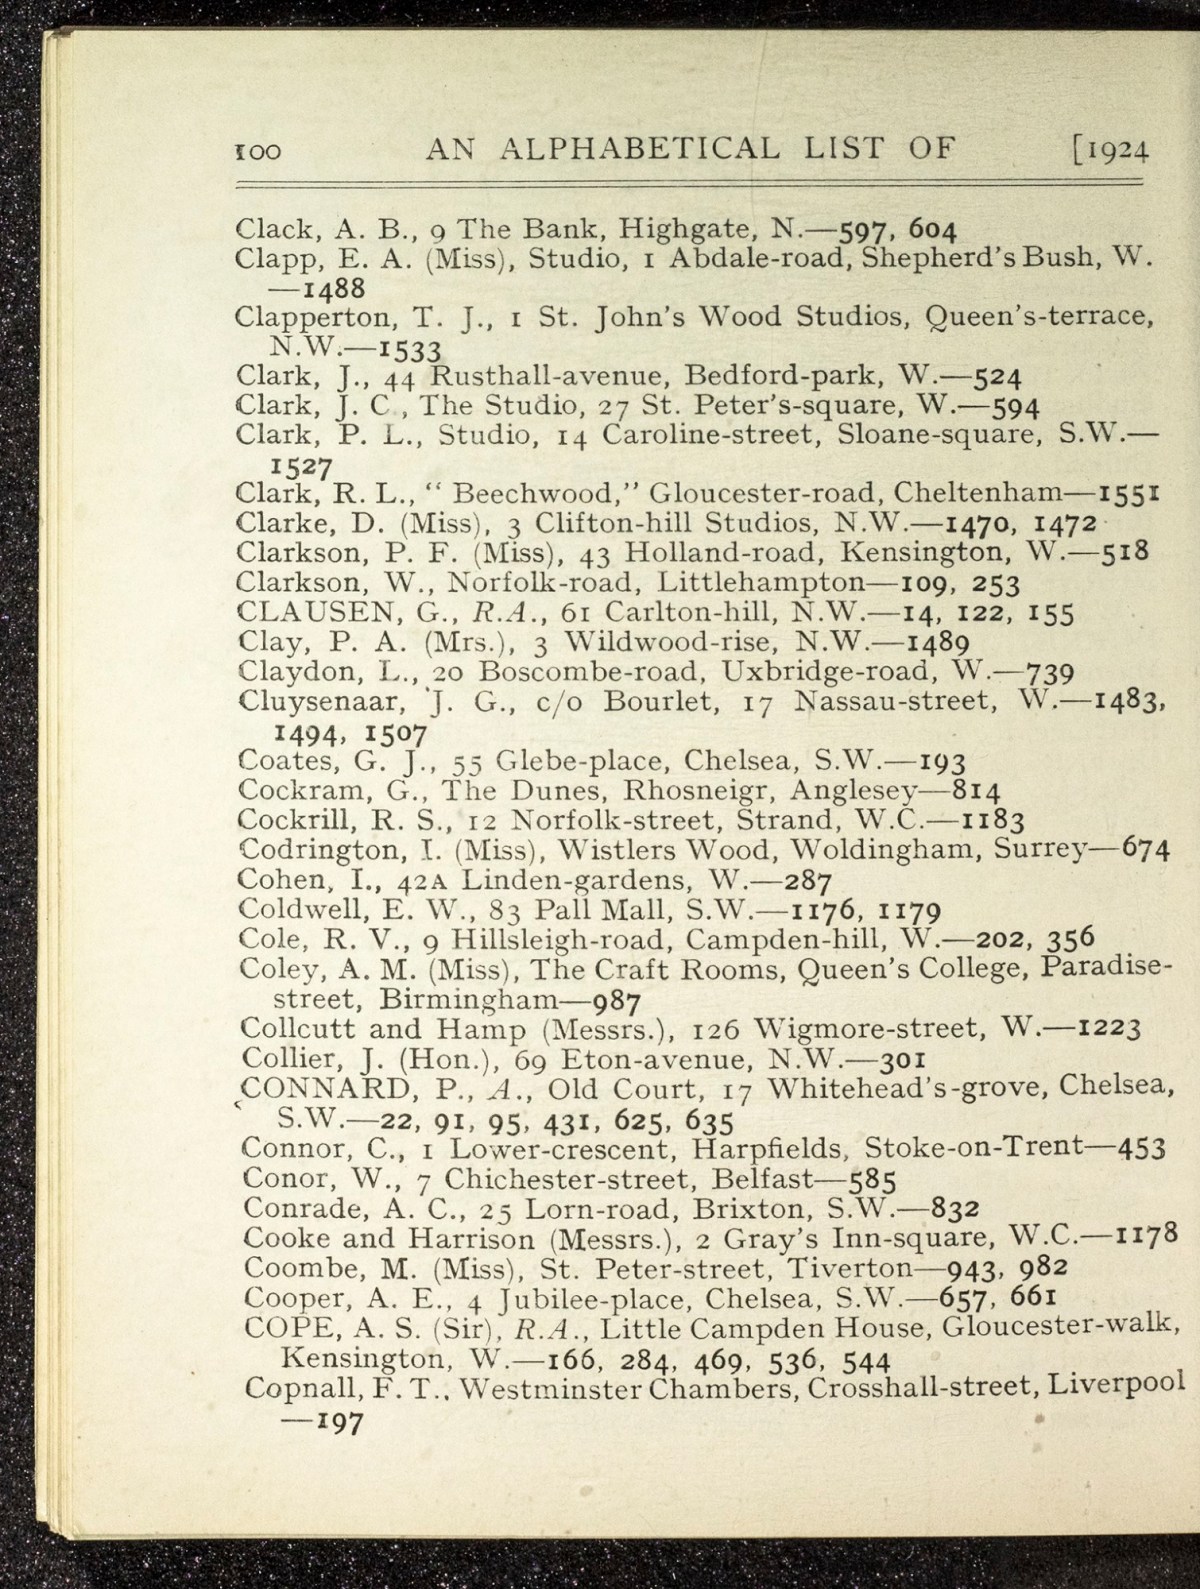 100 AN ALPHABETICAL LIST OF [1924
Clack, A. B., 9 The Bank, Highgate, N.—597, 604
Clapp, E. A. (Miss), Studio, 1 Abdale-road, Shepherd's Bush, W.
—1488
Clapperton, T. J., 1 St. John's Wood Studios, Queen's-terrace,
N.W.—1533
Clark, J., 44 Rusthall-avenue, Bedford-park, W.—524
Clark, J. C., The Studio, 27 St. Peter's-square, W.—594
Clark, P. L., Studio, 14 Caroline-street, Sloane-square, S.W.—
1527
Clark, R. L., “ Beechwood,” Gloucester-road, Cheltenham—1551
Clarke, D. (Miss), 3 Clifton-hill Studios, N.W.—1470, 1472
Clarkson, P. F. (Miss), 43 Holland-road, Kensington, W.—518
Clarkson, W., Norfolk-road, Littlehampton—109, 253
CLAUSEN, G., R.A., 61 Carlton-hill, N.W.—14, 122, 155
Clay, P. A. (Mrs.), 3 Wildwood-rise, N.W.—1489
Claydon, L., 20 Boscombe-road, Uxbridge-road, W.—739
Cluysenaar, J. G., c/o Bourlet, 17 Nassau-street, W.—1483,
1494, 1507
Coates, G. J., 55 Glebe-place, Chelsea, S.W.—193
Cockram, G., The Dunes, Rhosneigr, Anglesey—814
Cockrill, R. S., 12 Norfolk-street, Strand, W.C.—1183
Codrington, I. (Miss), Wistlers Wood, Woldingham, Surrey—674
Cohen, I., 42A Linden-gardens, W.—287
Coldwell, E. W., 83 Pall Mall, S.W.—1176, 1179
Cole, R. V., 9 Hillsleigh-road, Campden-hill, W.—202, 356
Coley, A. M. (Miss), The Craft Rooms, Queen's College, Paradise-
street, Birmingham—987
Collcutt and Hamp (Messrs.), 126 Wigmore-street, W.—1223
Collier, J. (Hon.), 69 Eton-avenue, N.W.—301
CONNARD, P., A., Old Court, 17 Whitehead's-grove, Chelsea,
S.W.—22, 91, 95, 431, 625, 635
Connor, C., 1 Lower-crescent, Harpfields, Stoke-on-Trent—453
Conor, W., 7 Chichester-street, Belfast—585
Conrade, A. C., 25 Lorn-road, Brixton, S.W.—832
Cooke and Harrison (Messrs.), 2 Gray's Inn-square, W.C.—1178
Coombe, M. (Miss), St. Peter-street, Tiverton—943, 982
Cooper, A. E., 4 Jubilee-place, Chelsea, S.W.—657, 661
COPE, A. S. (Sir), R.A., Little Campden House, Gloucester-walk,
Kensington, W.—166, 284, 469, 536, 544
Copnall, F. T., Westminster Chambers, Crosshall-street, Liverpool
—197